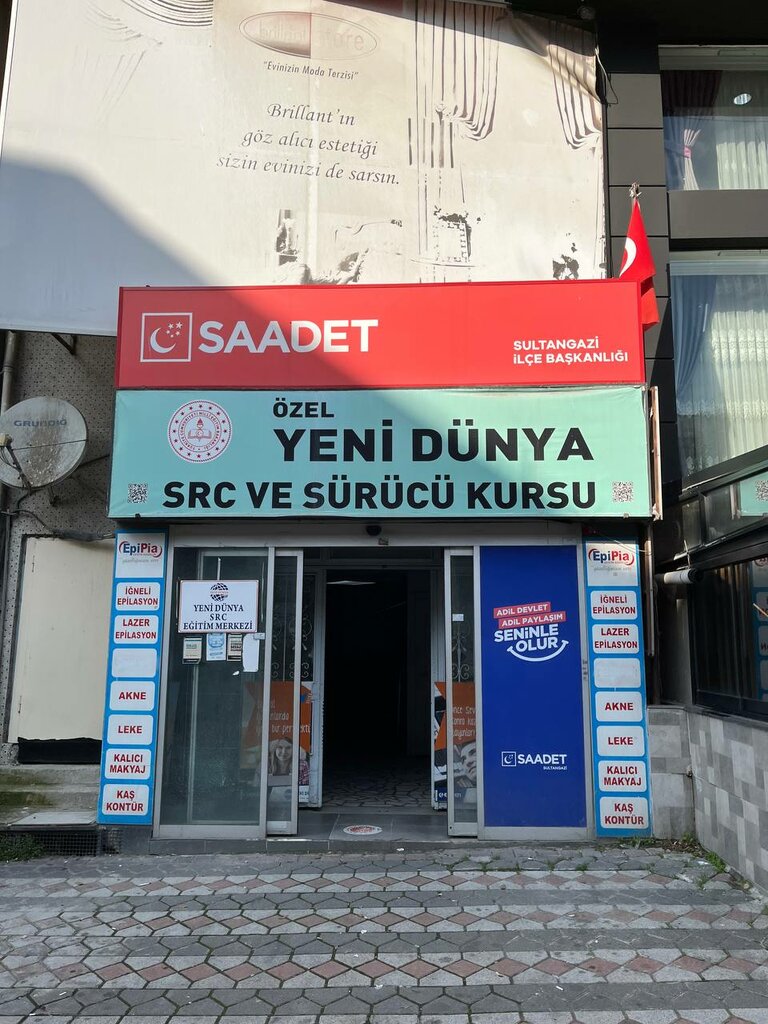 "Evinizin Moda Terzisi"
Brillant'ın
göz alıcı estetiği
sizin evinizi de sarsın.
SAADET
SULTANGAZİ
İLÇE BAŞKANLIĞI
ÖZEL
YENİ DÜNYA
SRC VE SÜRÜCÜ KURSU
GRUNDIG
EpiPia
İĞNELİ
EPİLASYON
LAZER
EPİLASYON
AKNE
LEKE
KALICI
MAKYAJ
KAŞ
KONTÜR
YENİ DÜNYA
SRC
EĞİTİM MERKEZİ
ADİL DEVLET
ADİL PAYLAŞIM
SENİNLE
OLUR
SAADET
SULTANGAZİ
EpiPia
İĞNELİ
EPİLASYON
LAZER
EPİLASYON
AKNE
LEKE
KALICI
MAKYAJ
KAŞ
KONTÜR